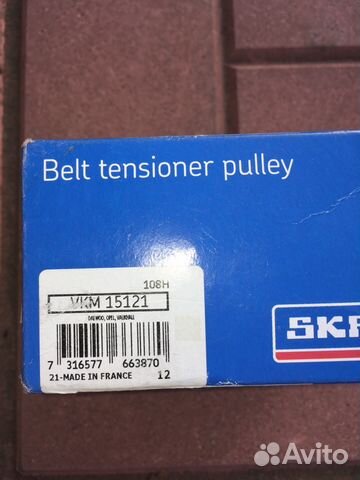 Belt tensioner pulley
108H
VKM 15121
DAEWOO, OPEL, VAUXHALL
SKF
7 316577 663870
21-MADE IN FRANCE 12
Avito